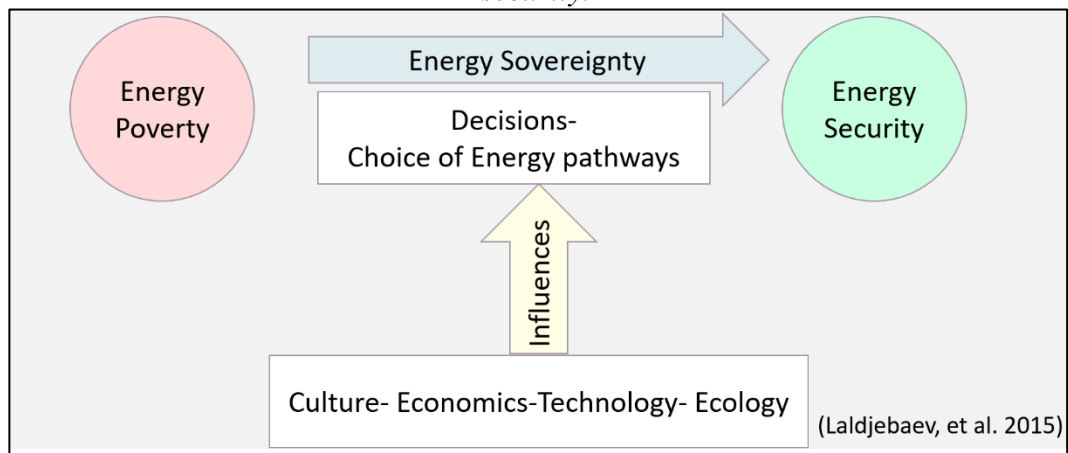 security.
Energy
Poverty
Energy Sovereignty
Decisions-
Choice of Energy pathways
Energy
Security
Influences
Culture- Economics-Technology- Ecology
(Laldjebaev, et al. 2015)